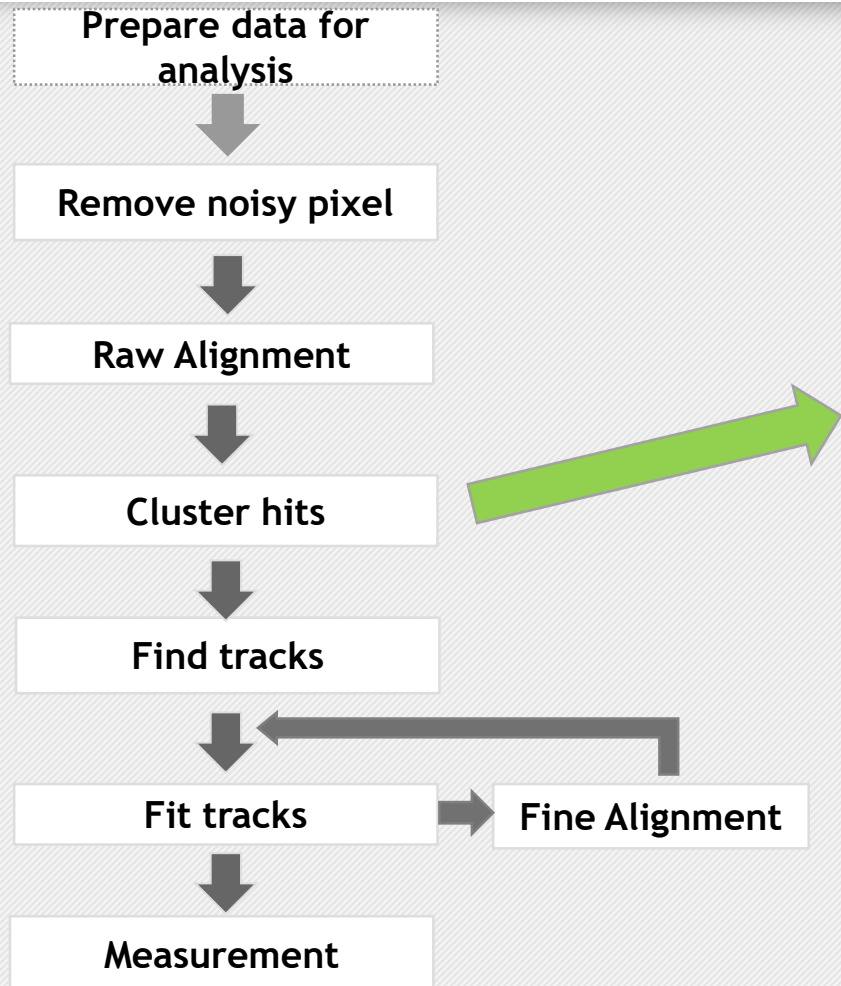 Prepare data for
analysis
Remove noisy pixel
Raw Alignment
Cluster hits
Find tracks
Fit tracks
Fine Alignment
Measurement